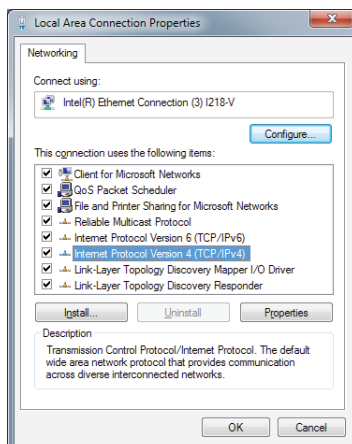 Local Area Connection Properties
Networking
Connect using:
Intel(R) Ethernet Connection (3) I218-V
Configure...
This connection uses the following items:
Client for Microsoft Networks
QoS Packet Scheduler
File and Printer Sharing for Microsoft Networks
Reliable Multicast Protocol
Internet Protocol Version 6 (TCP/IPv6)
Internet Protocol Version 4 (TCP/IPv4)
Link-Layer Topology Discovery Mapper I/O Driver
Link-Layer Topology Discovery Responder
Install... Uninstall Properties
Description
Transmission Control Protocol/Internet Protocol. The default
wide area network protocol that provides communication
across diverse interconnected networks.
OK Cancel